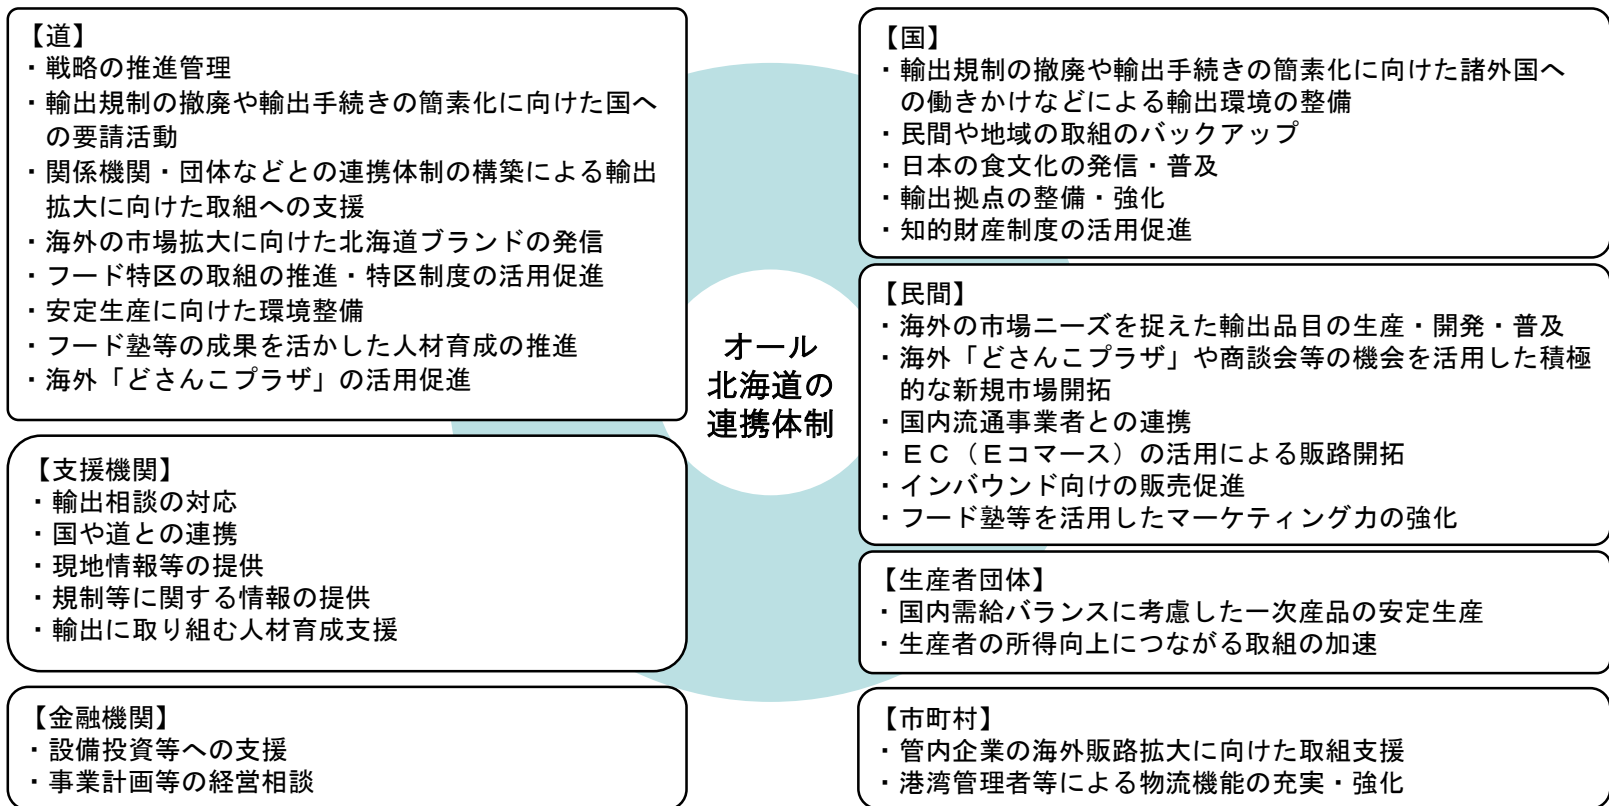 【道】
・戦略の推進管理
・輸出規制の撤廃や輸出手続きの簡素化に向けた国へ
の要請活動
・関係機関・団体などとの連携体制の構築による輸出
拡大に向けた取組への支援
・海外の市場拡大に向けた北海道ブランドの発信
・フード特区の取組の推進・特区制度の活用促進
・安定生産に向けた環境整備
・フード塾等の成果を活かした人材育成の推進
・海外「どさんこプラザ」の活用促進
【支援機関】
・輸出相談の対応
・国や道との連携
・現地情報等の提供
・規制等に関する情報の提供
・輸出に取り組む人材育成支援
【金融機関】
・設備投資等への支援
・事業計画等の経営相談
オール
北海道の
連携体制
【国】
・輸出規制の撤廃や輸出手続きの簡素化に向けた諸外国へ
の働きかけなどによる輸出環境の整備
・民間や地域の取組のバックアップ
・日本の食文化の発信・普及
・輸出拠点の整備・強化
・知的財産制度の活用促進
【民間】
・海外の市場ニーズを捉えた輸出品目の生産・開発・普及
・海外「どさんこプラザ」や商談会等の機会を活用した積極
的な新規市場開拓
・国内流通事業者との連携
・ＥＣ（Ｅコマース）の活用による販路開拓
・インバウンド向けの販売促進
・フード塾等を活用したマーケティング力の強化
【生産者団体】
・国内需給バランスに考慮した一次産品の安定生産
・生産者の所得向上につながる取組の加速
【市町村】
・管内企業の海外販路拡大に向けた取組支援
・港湾管理者等による物流機能の充実・強化